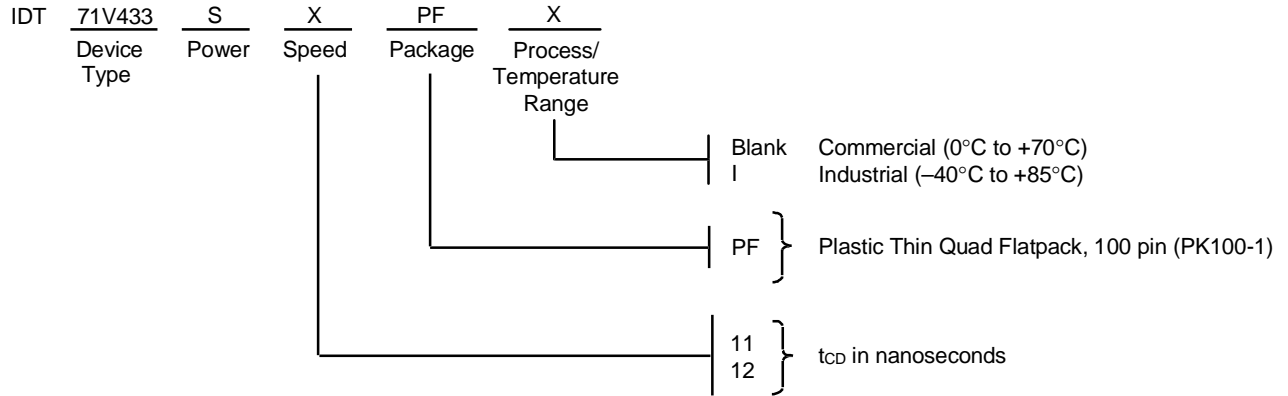 IDT 71V433 S X PF X
Device Type
Power
Speed
Package
Process/
Temperature
Range
Blank Commercial (0°C to +70°C)
I Industrial (–40°C to +85°C)
PF Plastic Thin Quad Flatpack, 100 pin (PK100-1)
11
12
tCD in nanoseconds